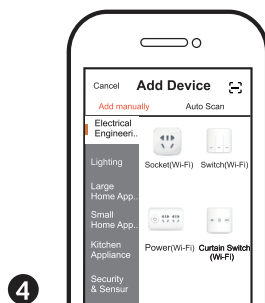 Cancel Add Device
Add manually Auto Scan
Electrical
Engineeri..
Socket(Wi-Fi) Switch(Wi-Fi)
Lighting
Large
Home App..
Small
Home App..
Power(Wi-Fi) Curtain Switch
(Wi-Fi)
Kitchen
Appliance
Security
& Sensur
4